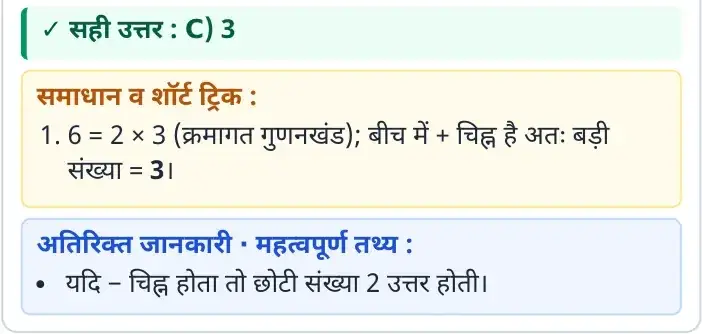 ✓ सही उत्तर : C) 3
समाधान व शॉर्ट ट्रिक :
1. 6 = 2 × 3 (क्रमागत गुणनखंड); बीच में + चिह्न है अतः बड़ी
संख्या = 3।
अतिरिक्त जानकारी · महत्वपूर्ण तथ्य :
• यदि – चिह्न होता तो छोटी संख्या 2 उत्तर होती।